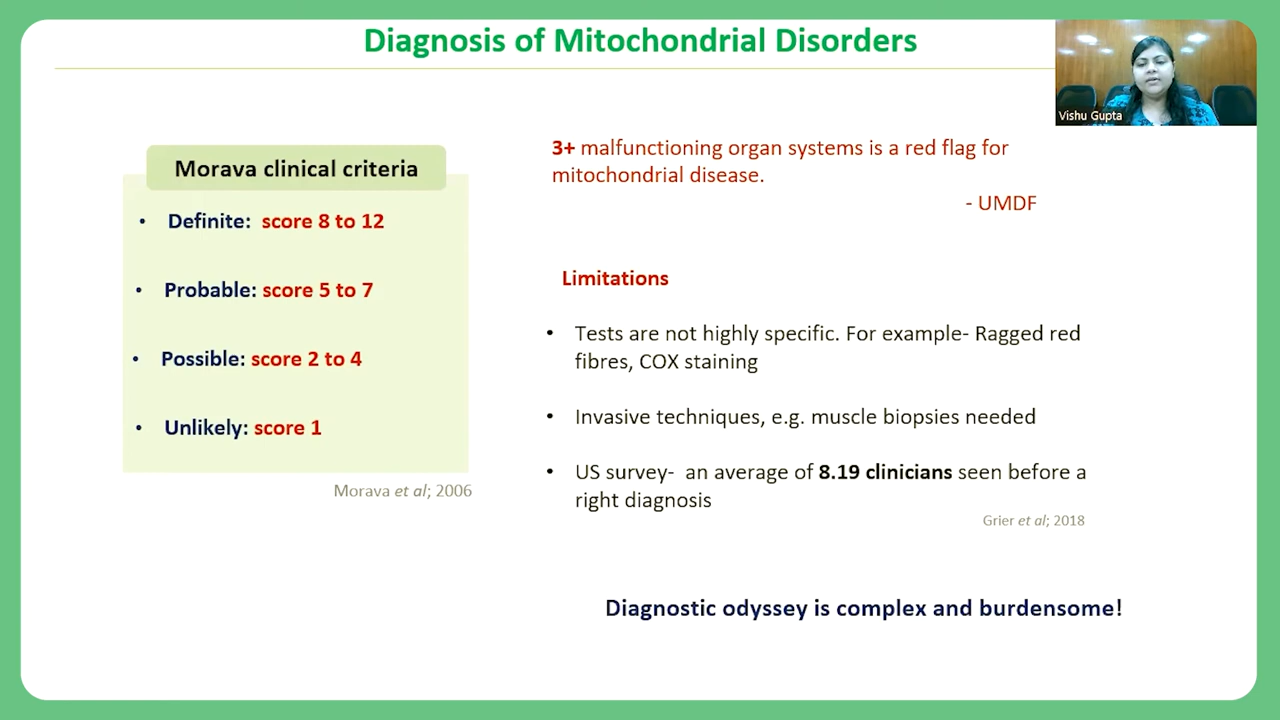 Diagnosis of Mitochondrial Disorders
Vishu Gupta
Morava clinical criteria
• Definite: score 8 to 12
• Probable: score 5 to 7
• Possible: score 2 to 4
• Unlikely: score 1
Morava et al; 2006
3+ malfunctioning organ systems is a red flag for
mitochondrial disease.
- UMDF
Limitations
• Tests are not highly specific. For example- Ragged red
fibres, COX staining
• Invasive techniques, e.g. muscle biopsies needed
• US survey- an average of 8.19 clinicians seen before a
right diagnosis
Grier et al; 2018
Diagnostic odyssey is complex and burdensome!